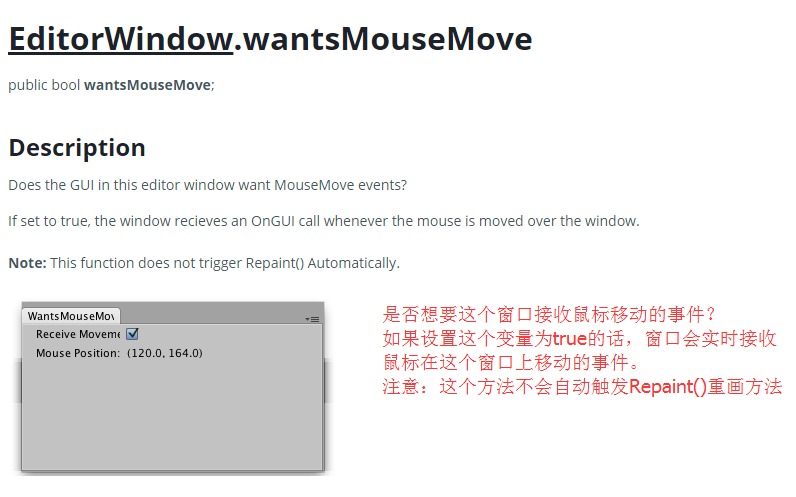 EditorWindow.wantsMouseMove
public bool wantsMouseMove;
Description
Does the GUI in this editor window want MouseMove events?
If set to true, the window recieves an OnGUI call whenever the mouse is moved over the window.
Note: This function does not trigger Repaint() Automatically.
WantsMouseMov
Receive Moveme
Mouse Position: (120.0, 164.0)
是否想要这个窗口接收鼠标移动的事件?
如果设置这个变量为true的话，窗口会实时接收
鼠标在这个窗口上移动的事件。
注意：这个方法不会自动触发Repaint()重画方法